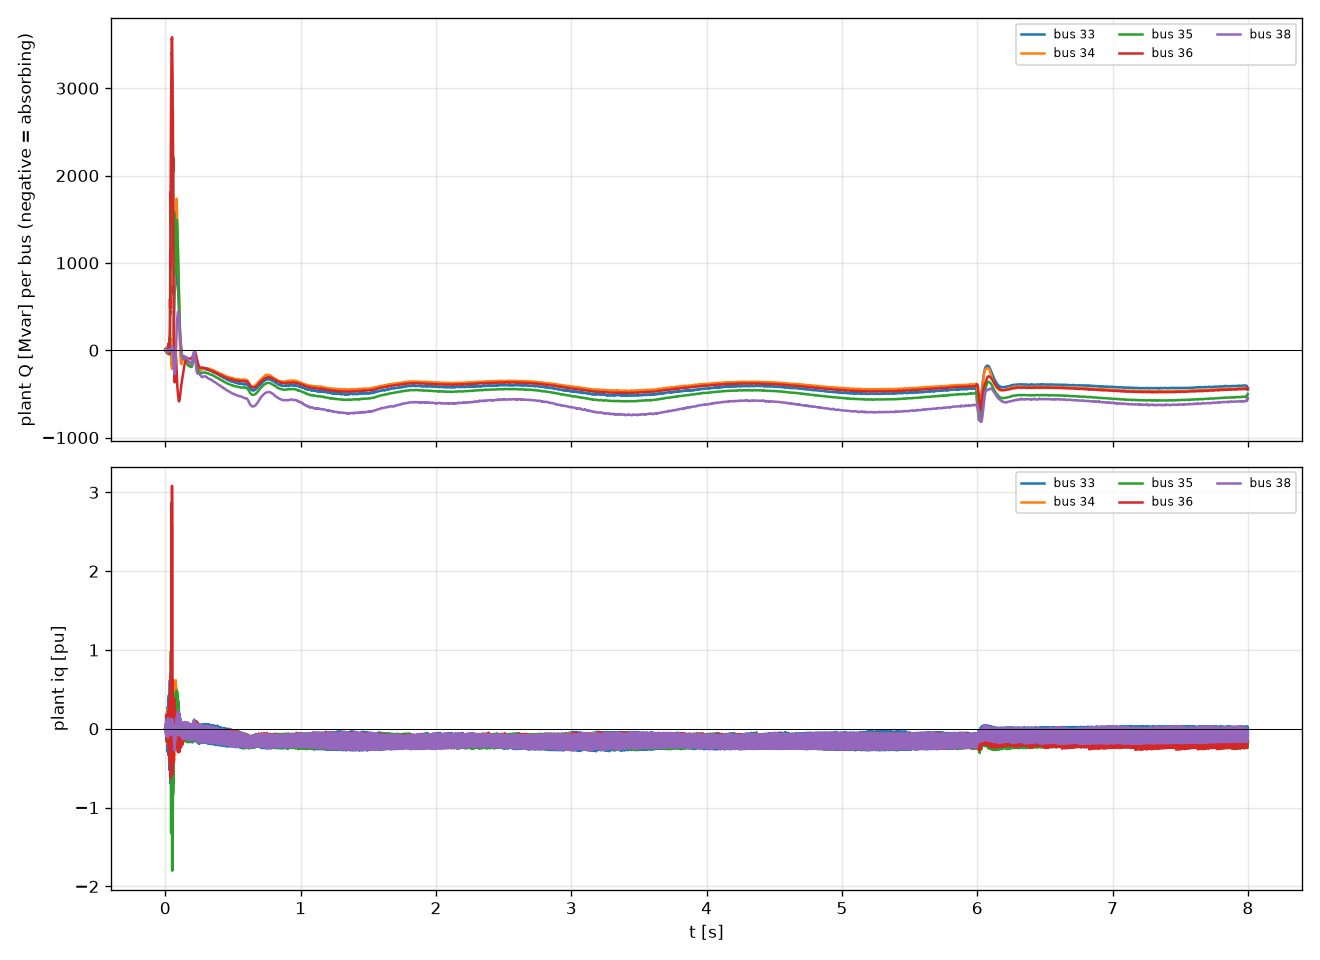 plant Q [Mvar] per bus (negative = absorbing)
3000
2000
1000
0
−1000
bus 33 bus 35 bus 38
bus 34 bus 36
plant iq [pu]
3
2
1
0
−1
−2
bus 33 bus 35 bus 38
bus 34 bus 36
0 1 2 3 4 5 6 7 8
t [s]